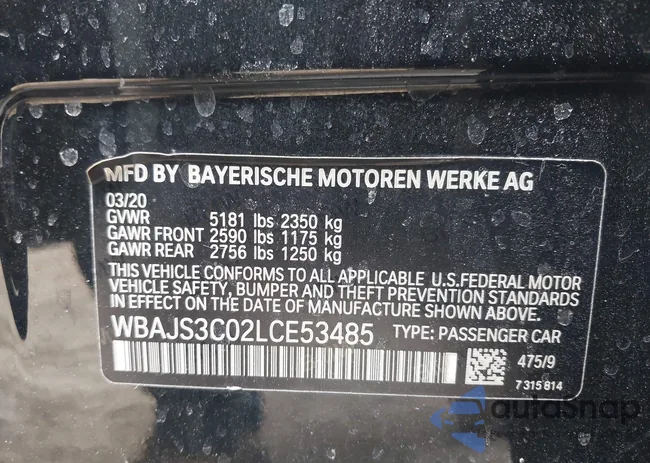 MFD BY BAYERISCHE MOTOREN WERKE AG
03/20
GVWR 5181 lbs 2350 kg
GAWR FRONT 2590 lbs 1175 kg
GAWR REAR 2756 lbs 1250 kg
THIS VEHICLE CONFORMS TO ALL APPLICABLE U.S.FEDERAL MOTOR
VEHICLE SAFETY, BUMPER AND THEFT PREVENTION STANDARDS
IN EFFECT ON THE DATE OF MANUFACTURE SHOWN ABOVE.
WBAJS3C02LCE53485 TYPE: PASSENGER CAR
475/9
7 315 814
autoSnap